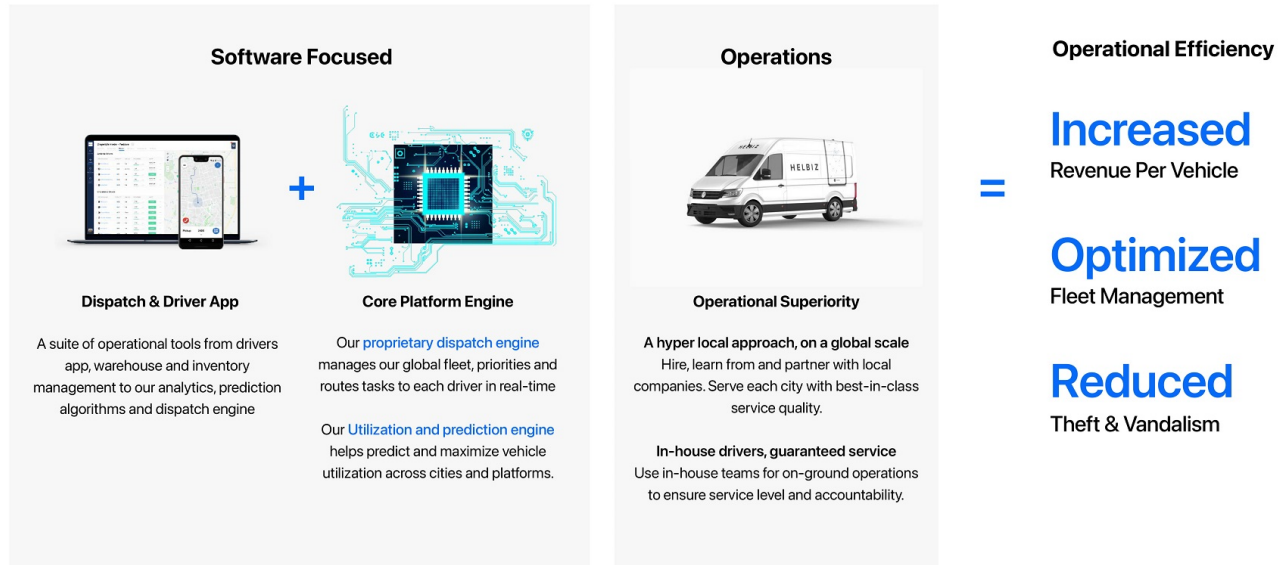 Software Focused
Dispatch & Driver App
A suite of operational tools from drivers
app, warehouse and inventory
management to our analytics, prediction
algorithms and dispatch engine
+
Core Platform Engine
Our proprietary dispatch engine
manages our global fleet, priorities and
routes tasks to each driver in real-time
Our Utilization and prediction engine
helps predict and maximize vehicle
utilization across cities and platforms.
Operations
HELBIZ
Operational Superiority
A hyper local approach, on a global scale
Hire, learn from and partner with local
companies. Serve each city with best-in-class
service quality.
In-house drivers, guaranteed service
Use in-house teams for on-ground operations
to ensure service level and accountability.
=
Operational Efficiency
Increased
Revenue Per Vehicle
Optimized
Fleet Management
Reduced
Theft & Vandalism